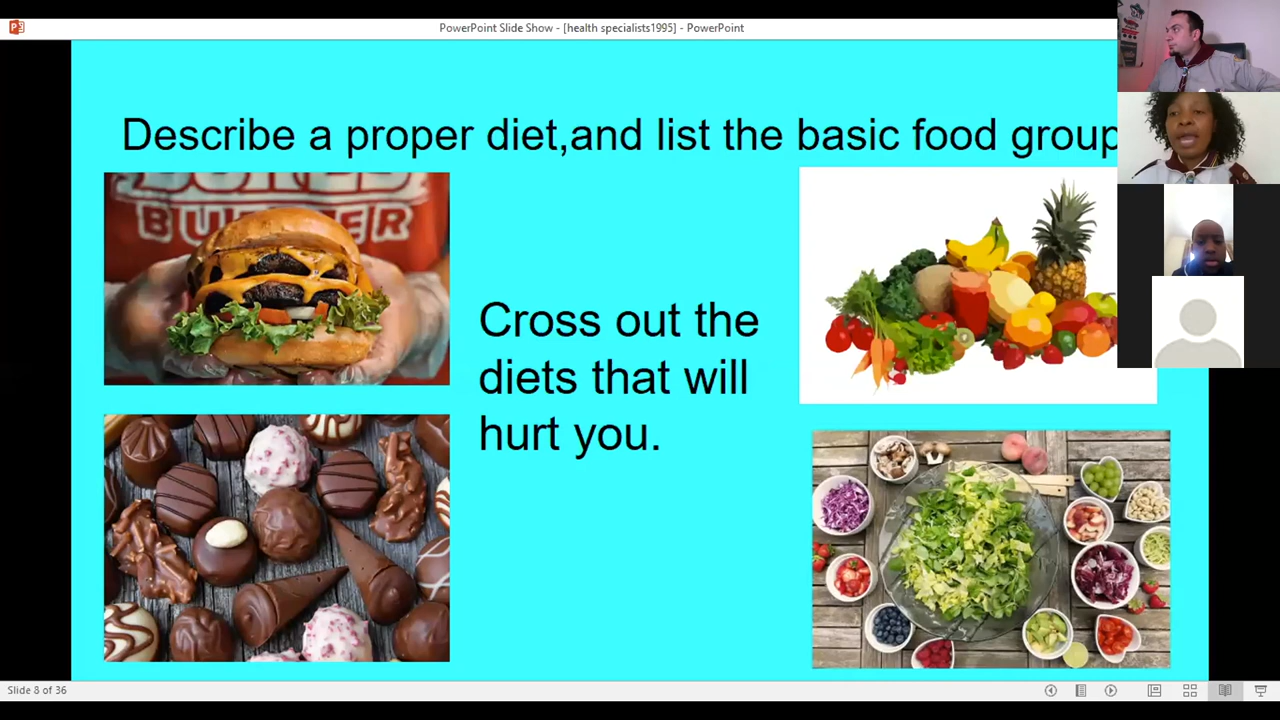 PowerPoint Slide Show - [health specialists1995] - PowerPoint
Describe a proper diet,and list the basic food group
BURGER
Cross out the
diets that will
hurt you.
Slide 8 of 36